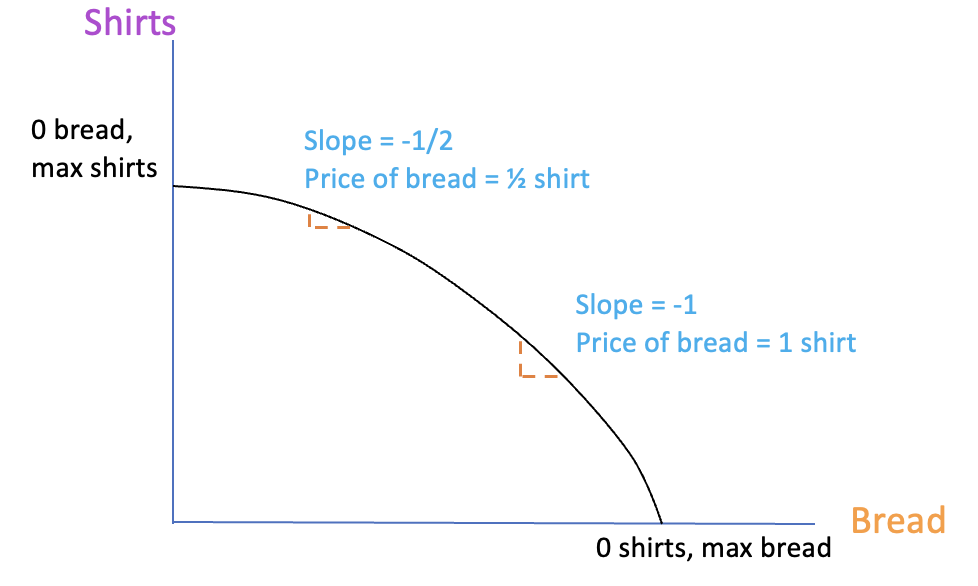 Shirts
0 bread,
max shirts
Slope = -1/2
Price of bread = ½ shirt
Slope = -1
Price of bread = 1 shirt
Bread
0 shirts, max bread